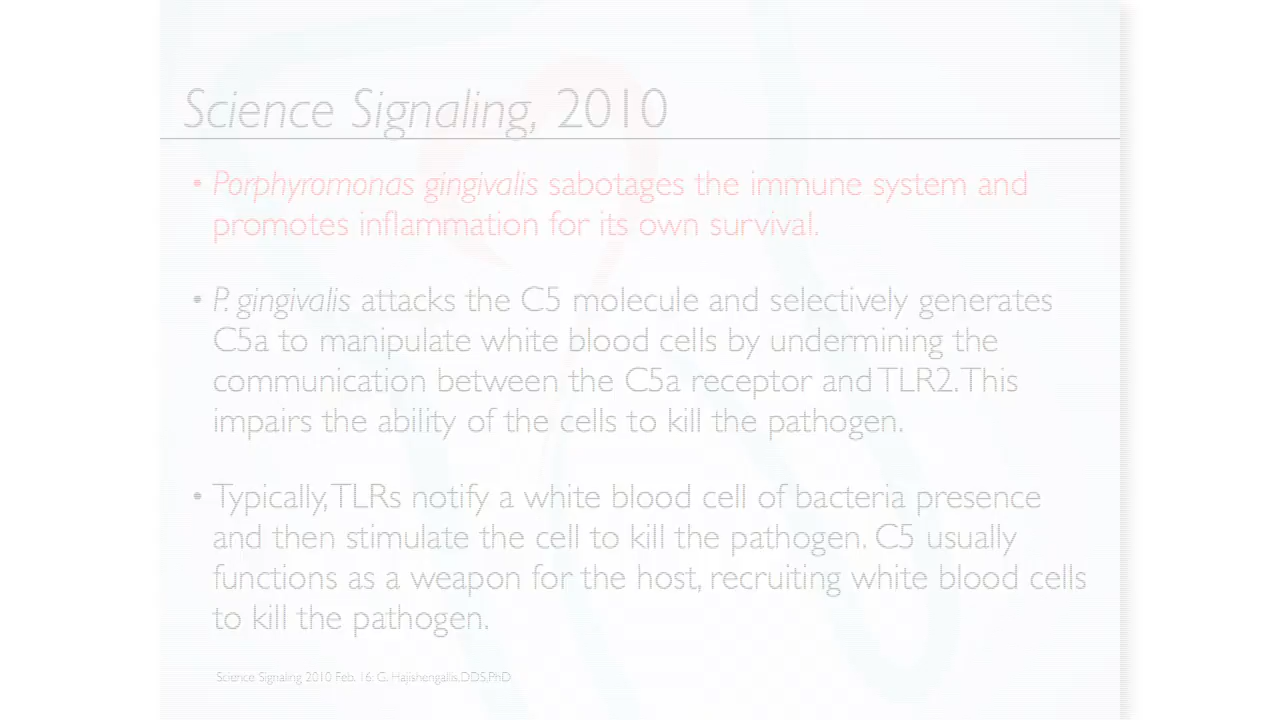 Science Signaling, 2010
• Porphyromonas gingivalis sabotages the immune system and
promotes inflammation for its own survival.
• P. gingivalis attacks the C5 molecule and selectively generates
C5a to manipulate white blood cells by undermining the
communication between the C5a receptor and TLR2. This
impairs the ability of the cells to kill the pathogen.
• Typically, TLRs notify a white blood cell of bacteria presence
and then stimulate the cell to kill the pathogen. C5 usually
functions as a weapon for the host, recruiting white blood cells
to kill the pathogen.
Science Signaling 2010 Feb. 16: G. Hajishengallis, DDS, PhD